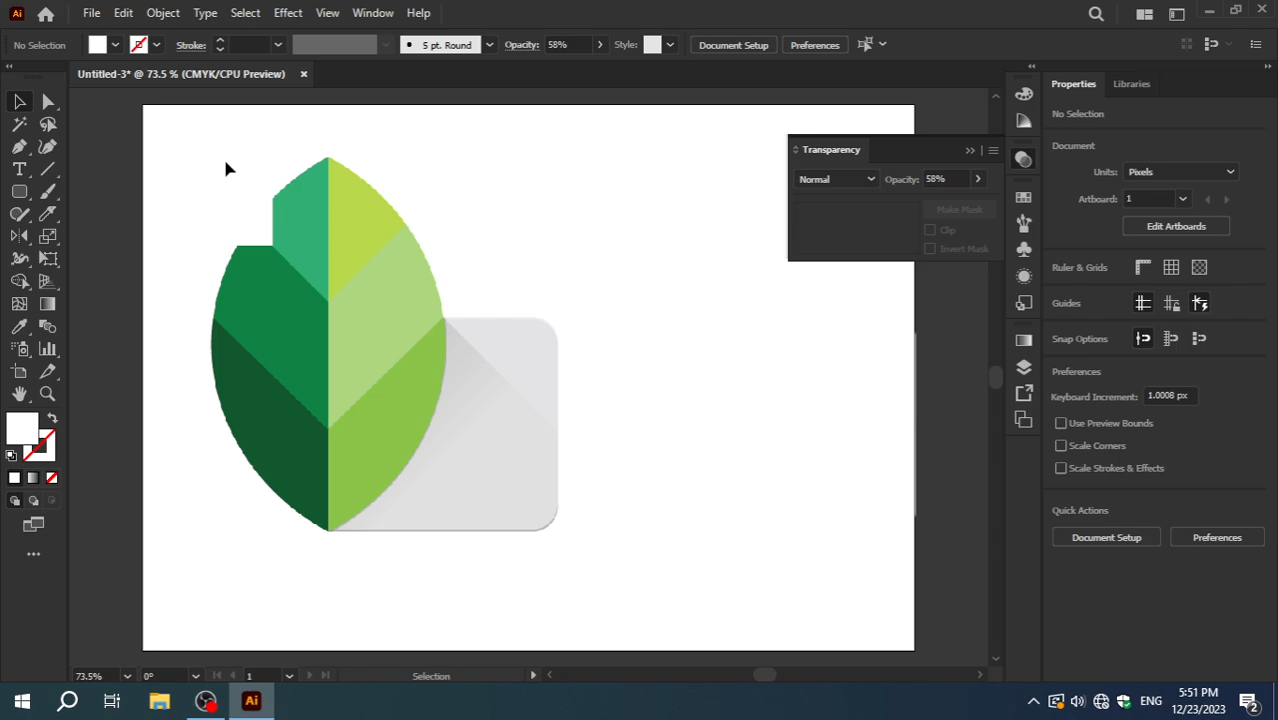 Ai File Edit Object Type Select Effect View Window Help
No Selection Stroke: 5 pt. Round Opacity: 58% Style: Document Setup Preferences
Untitled-3* @ 73.5 % (CMYK/CPU Preview)
Transparency
Normal Opacity: 58%
Make Mask
Clip
Invert Mask
Properties Libraries
No Selection
Document
Units: Pixels
Artboard: 1
Edit Artboards
Ruler & Grids
Guides
Snap Options
Preferences
Keyboard Increment: 1.0008 px
Use Preview Bounds
Scale Corners
Scale Strokes & Effects
Quick Actions
Document Setup Preferences
73.5% 0° 1 Selection
Ai ENG 5:51 PM
12/23/2023 2